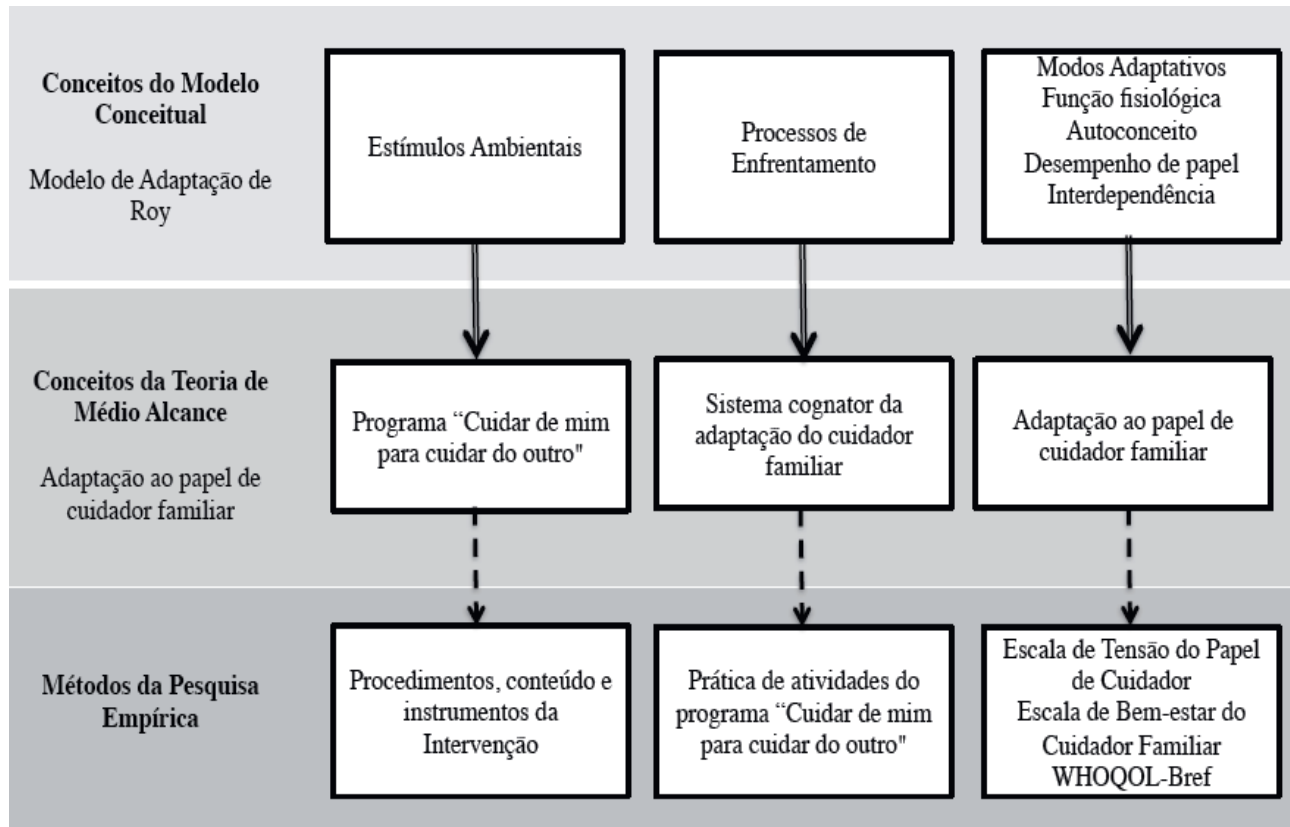 Conceitos do Modelo
Conceitual
Modelo de Adaptação de
Roy
Estímulos Ambientais
Processos de
Enfrentamento
Modos Adaptativos
Função fisiológica
Autoconceito
Desempenho de papel
Interdependência
Conceitos da Teoria de
Médio Alcance
Adaptação ao papel de
cuidador familiar
Programa “Cuidar de mim
para cuidar do outro"
Sistema cognator da
adaptação do cuidador
familiar
Adaptação ao papel de
cuidador familiar
Métodos da Pesquisa
Empírica
Procedimentos, conteúdo e
instrumentos da
Intervenção
Prática de atividades do
programa “Cuidar de mim
para cuidar do outro"
Escala de Tensão do Papel
de Cuidador
Escala de Bem-estar do
Cuidador Familiar
WHOQOL-Bref